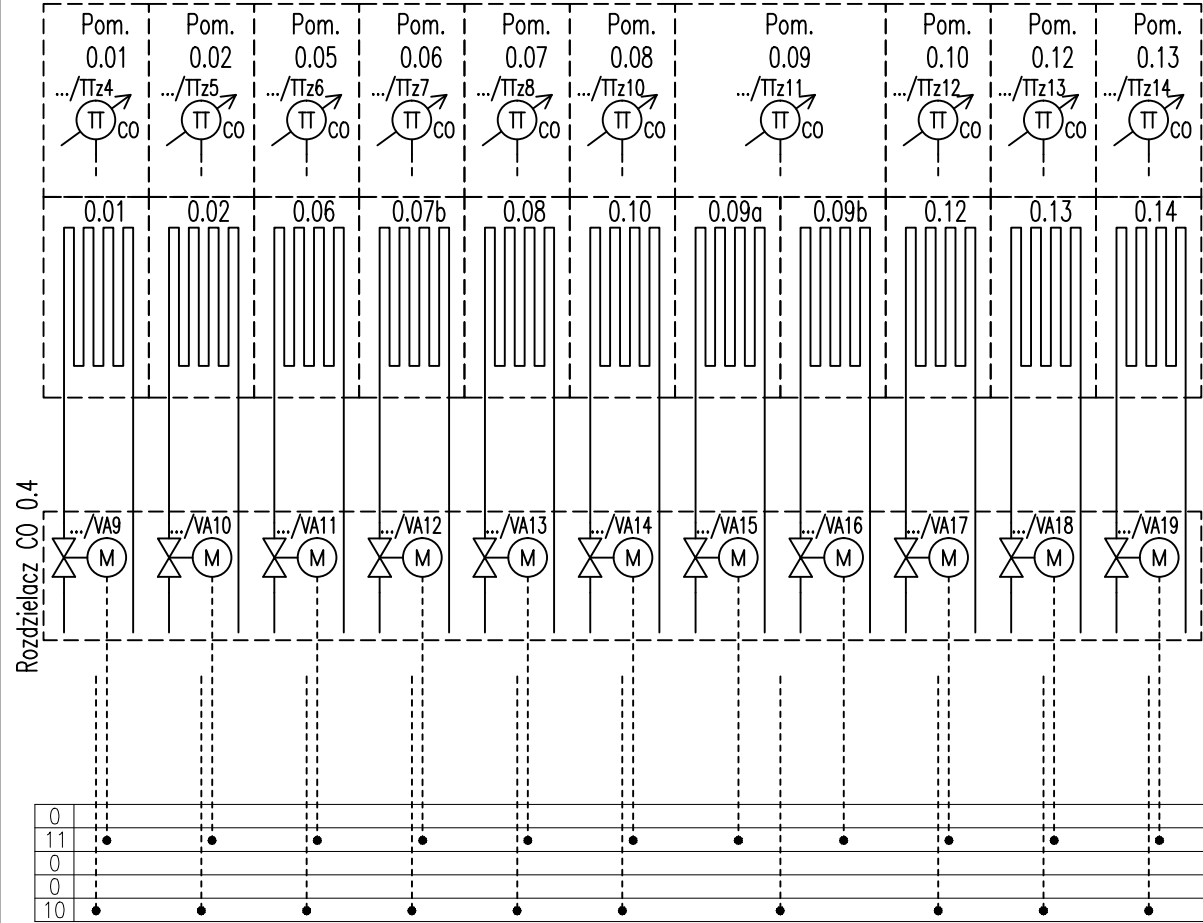 Pom. Pom. Pom. Pom. Pom. Pom. Pom. Pom. Pom. Pom.
0.01 0.02 0.05 0.06 0.07 0.08 0.09 0.10 0.12 0.13
.../TTz4 .../TTz5 .../TTz6 .../TTz7 .../TTz8 .../TTz10 .../TTz11 .../TTz12 .../TTz13 .../TTz14
TT CO TT CO TT CO TT CO TT CO TT CO TT CO TT CO TT CO TT CO
0.01 0.02 0.06 0.07b 0.08 0.10 0.09a 0.09b 0.12 0.13 0.14
Rozdzielacz CO 0.4
.../VA9 .../VA10 .../VA11 .../VA12 .../VA13 .../VA14 .../VA15 .../VA16 .../VA17 .../VA18 .../VA19
M M M M M M M M M M M
0
11
0
0
10